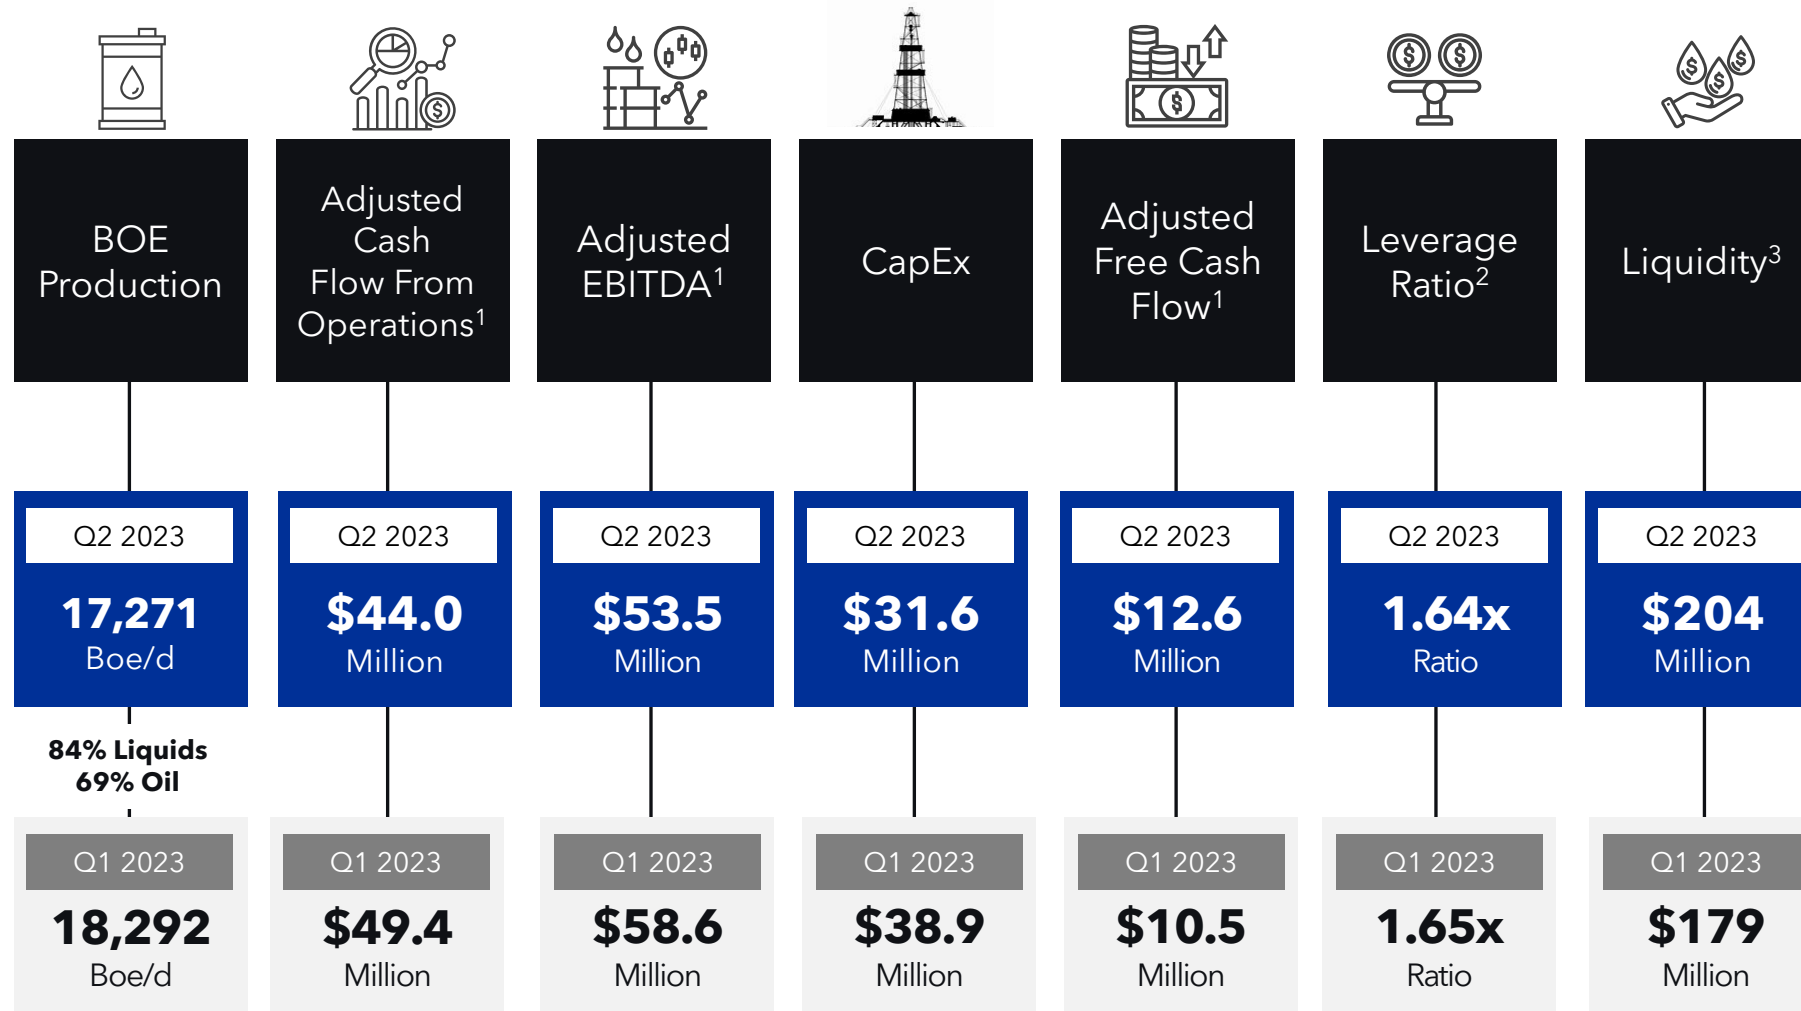 BOE
Production
Adjusted
Cash
Flow From
Operations¹
Adjusted
EBITDA¹
CapEx
Adjusted
Free Cash
Flow¹
Leverage
Ratio²
Liquidity³
Q2 2023
17,271
Boe/d
Q2 2023
$44.0
Million
Q2 2023
$53.5
Million
Q2 2023
$31.6
Million
Q2 2023
$12.6
Million
Q2 2023
1.64x
Ratio
Q2 2023
$204
Million
84% Liquids
69% Oil
Q1 2023
18,292
Boe/d
Q1 2023
$49.4
Million
Q1 2023
$58.6
Million
Q1 2023
$38.9
Million
Q1 2023
$10.5
Million
Q1 2023
1.65x
Ratio
Q1 2023
$179
Million